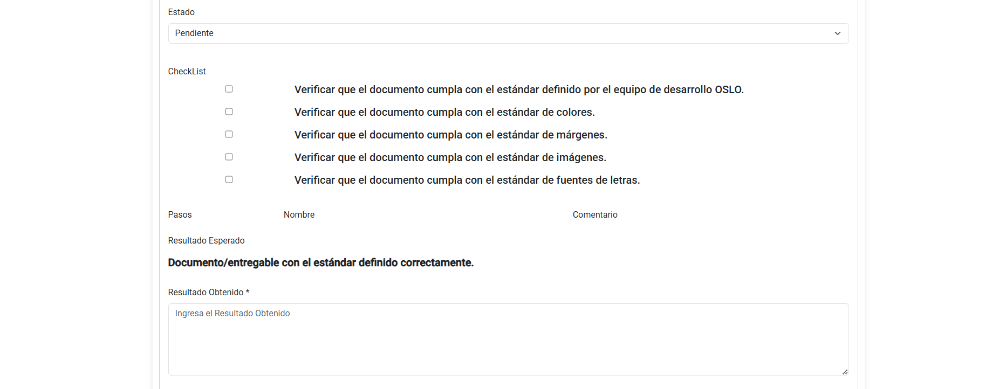 Estado
Pendiente
CheckList
Verificar que el documento cumpla con el estándar definido por el equipo de desarrollo OSLO.
Verificar que el documento cumpla con el estándar de colores.
Verificar que el documento cumpla con el estándar de márgenes.
Verificar que el documento cumpla con el estándar de imágenes.
Verificar que el documento cumpla con el estándar de fuentes de letras.
Pasos Nombre Comentario
Resultado Esperado
Documento/entregable con el estándar definido correctamente.
Resultado Obtenido *
Ingresa el Resultado Obtenido